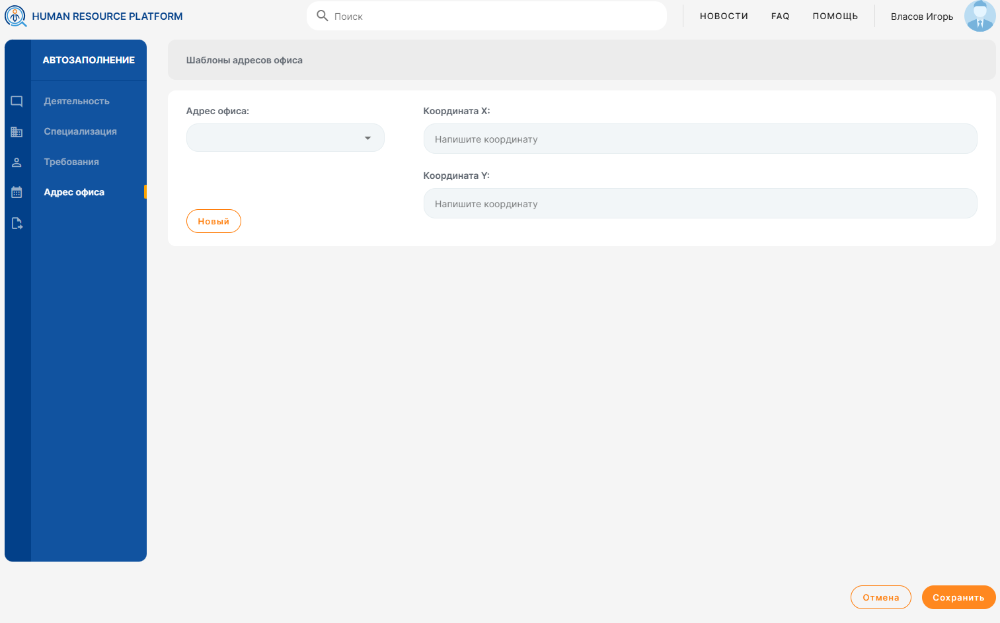 HUMAN RESOURCE PLATFORM
Поиск
НОВОСТИ
FAQ
ПОМОЩЬ
Власов Игорь
АВТОЗАПОЛНЕНИЕ
Деятельность
Специализация
Требования
Адрес офиса
Шаблоны адресов офиса
Адрес офиса:
Новый
Координата X:
Напишите координату
Координата Y:
Напишите координату
Отмена
Сохранить